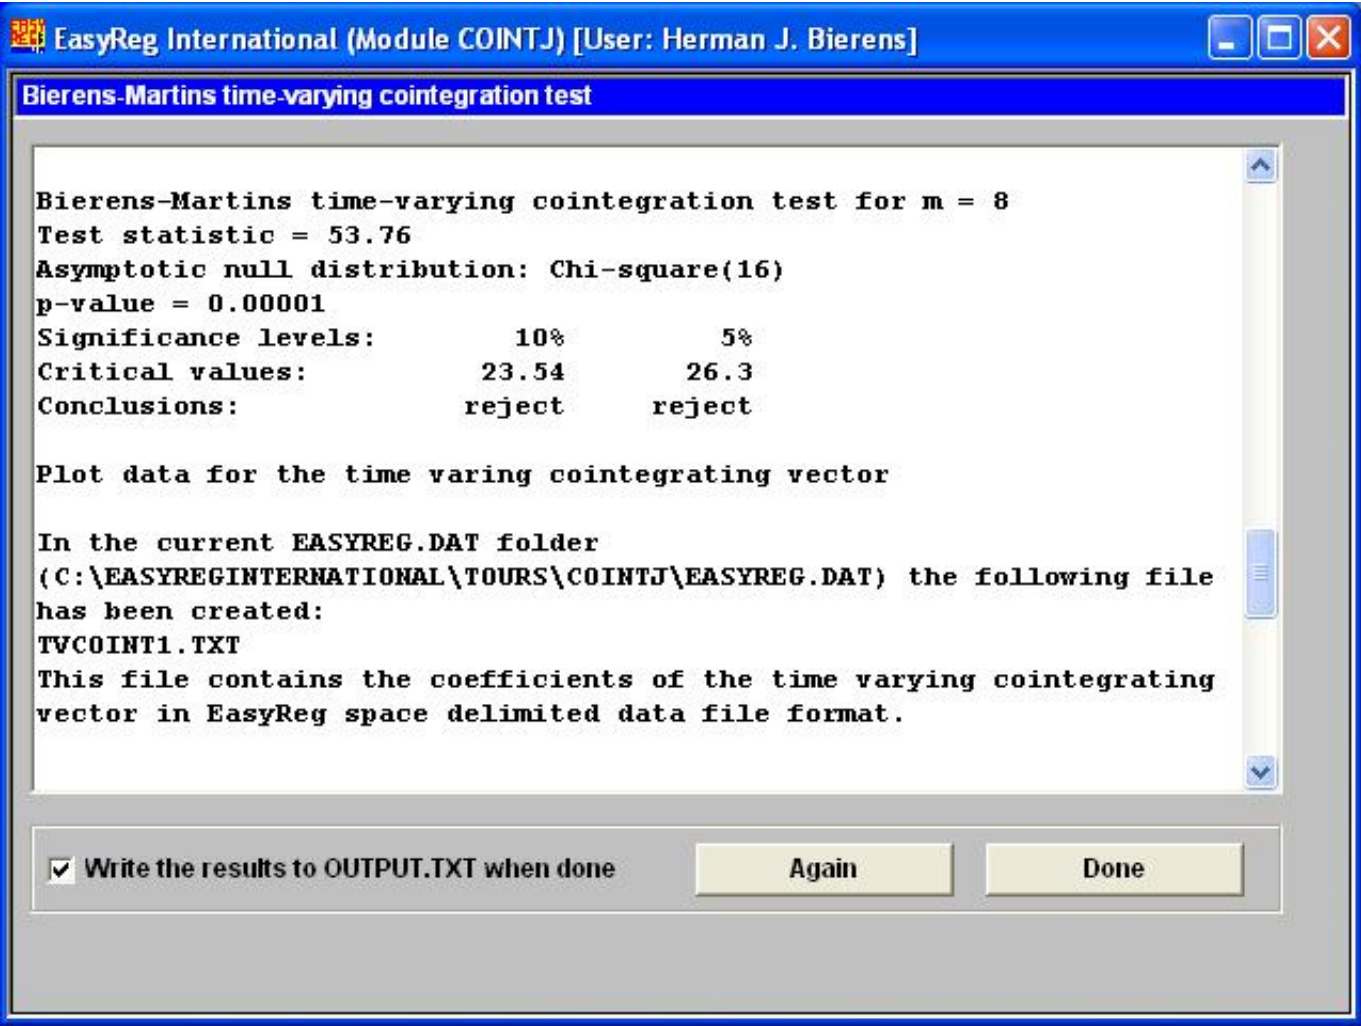 EasyReg International (Module COINTJ) [User: Herman J. Bierens]
Bierens-Martins time-varying cointegration test
Bierens-Martins time-varying cointegration test for m = 8
Test statistic = 53.76
Asymptotic null distribution: Chi-square(16)
p-value = 0.00001
Significance levels: 10% 5%
Critical values: 23.54 26.3
Conclusions: reject reject
Plot data for the time varing cointegrating vector
In the current EASYREG.DAT folder
(C:\EASYREGINTERNATIONAL\TOURS\COINTJ\EASYREG.DAT) the following file
has been created:
TVCOINT1.TXT
This file contains the coefficients of the time varying cointegrating
vector in EasyReg space delimited data file format.
Write the results to OUTPUT.TXT when done
Again
Done